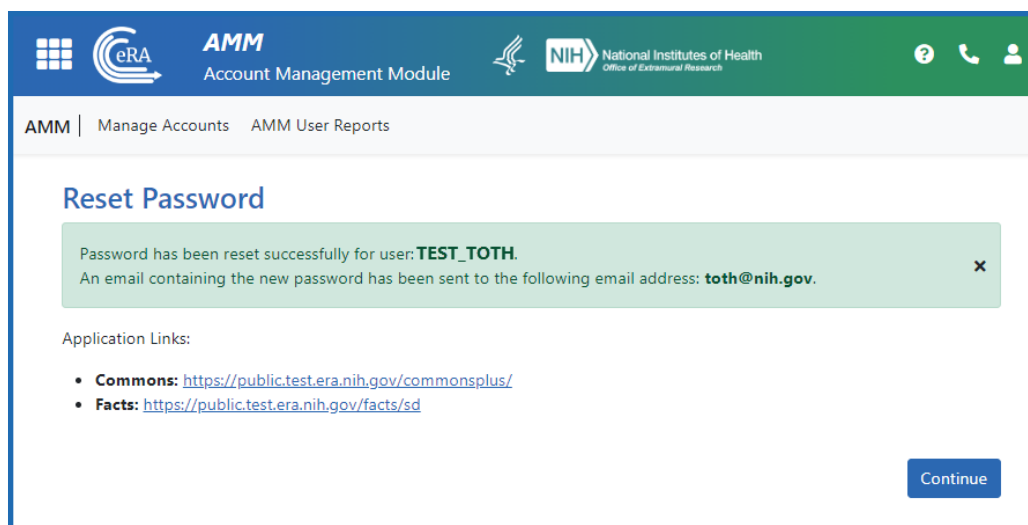 eRA
AMM
Account Management Module
NIH National Institutes of Health
Office of Extramural Research
AMM | Manage Accounts AMM User Reports
Reset Password
Password has been reset successfully for user: TEST_TOTH.
An email containing the new password has been sent to the following email address: toth@nih.gov.
Application Links:
• Commons: https://public.test.era.nih.gov/commonsplus/
• Facts: https://public.test.era.nih.gov/facts/sd
Continue